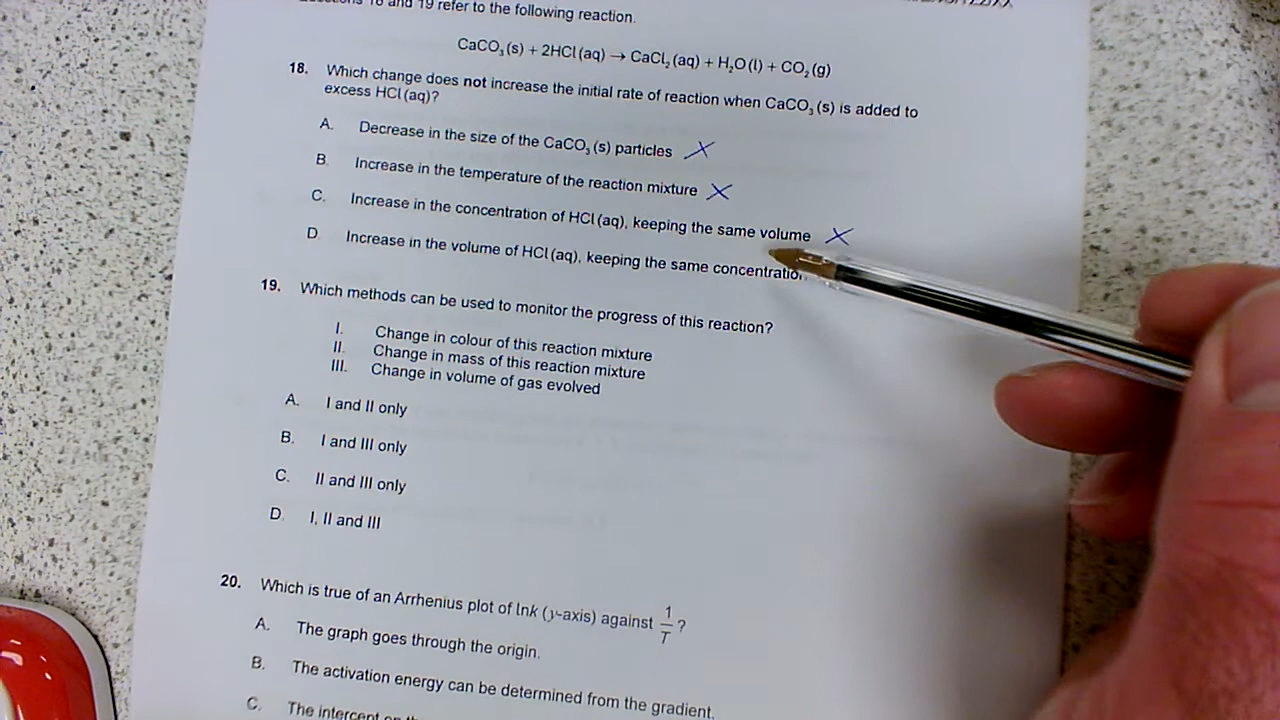 18 and 19 refer to the following reaction.
CaCO₃(s) + 2HCl(aq) → CaCl₂(aq) + H₂O(l) + CO₂(g)
18. Which change does not increase the initial rate of reaction when CaCO₃(s) is added to
excess HCl(aq)?
A. Decrease in the size of the CaCO₃(s) particles
B. Increase in the temperature of the reaction mixture
C. Increase in the concentration of HCl(aq), keeping the same volume
D. Increase in the volume of HCl(aq), keeping the same concentration
19. Which methods can be used to monitor the progress of this reaction?
I. Change in colour of this reaction mixture
II. Change in mass of this reaction mixture
III. Change in volume of gas evolved
A. I and II only
B. I and III only
C. II and III only
D. I, II and III
20. Which is true of an Arrhenius plot of lnk (y-axis) against 1/T?
A. The graph goes through the origin.
B. The activation energy can be determined from the gradient.
C. The intercept on